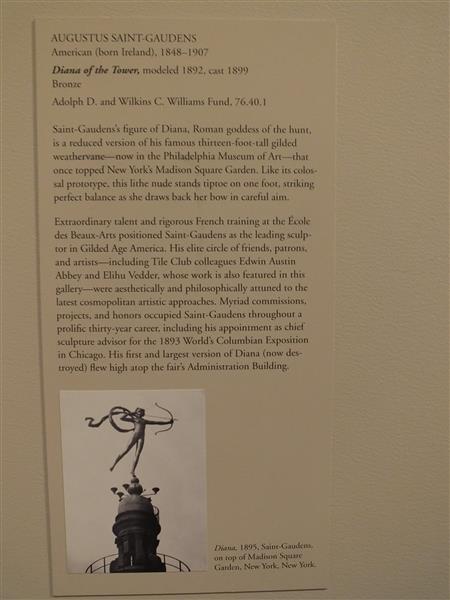 AUGUSTUS SAINT-GAUDENS
American (born Ireland), 1848–1907
Diana of the Tower, modeled 1892, cast 1899
Bronze
Adolph D. and Wilkins C. Williams Fund, 76.40.1
Saint-Gaudens's figure of Diana, Roman goddess of the hunt,
is a reduced version of his famous thirteen-foot-tall gilded
weathervane—now in the Philadelphia Museum of Art—that
once topped New York's Madison Square Garden. Like its colos-
sal prototype, this lithe nude stands tiptoe on one foot, striking
perfect balance as she draws back her bow in careful aim.
Extraordinary talent and rigorous French training at the École
des Beaux-Arts positioned Saint-Gaudens as the leading sculp-
tor in Gilded Age America. His elite circle of friends, patrons,
and artists—including Tile Club colleagues Edwin Austin
Abbey and Elihu Vedder, whose work is also featured in this
gallery—were aesthetically and philosophically attuned to the
latest cosmopolitan artistic approaches. Myriad commissions,
projects, and honors occupied Saint-Gaudens throughout a
prolific thirty-year career, including his appointment as chief
sculpture advisor for the 1893 World's Columbian Exposition
in Chicago. His first and largest version of Diana (now des-
troyed) flew high atop the fair's Administration Building.
Diana, 1895, Saint-Gaudens,
on top of Madison Square
Garden, New York, New York.